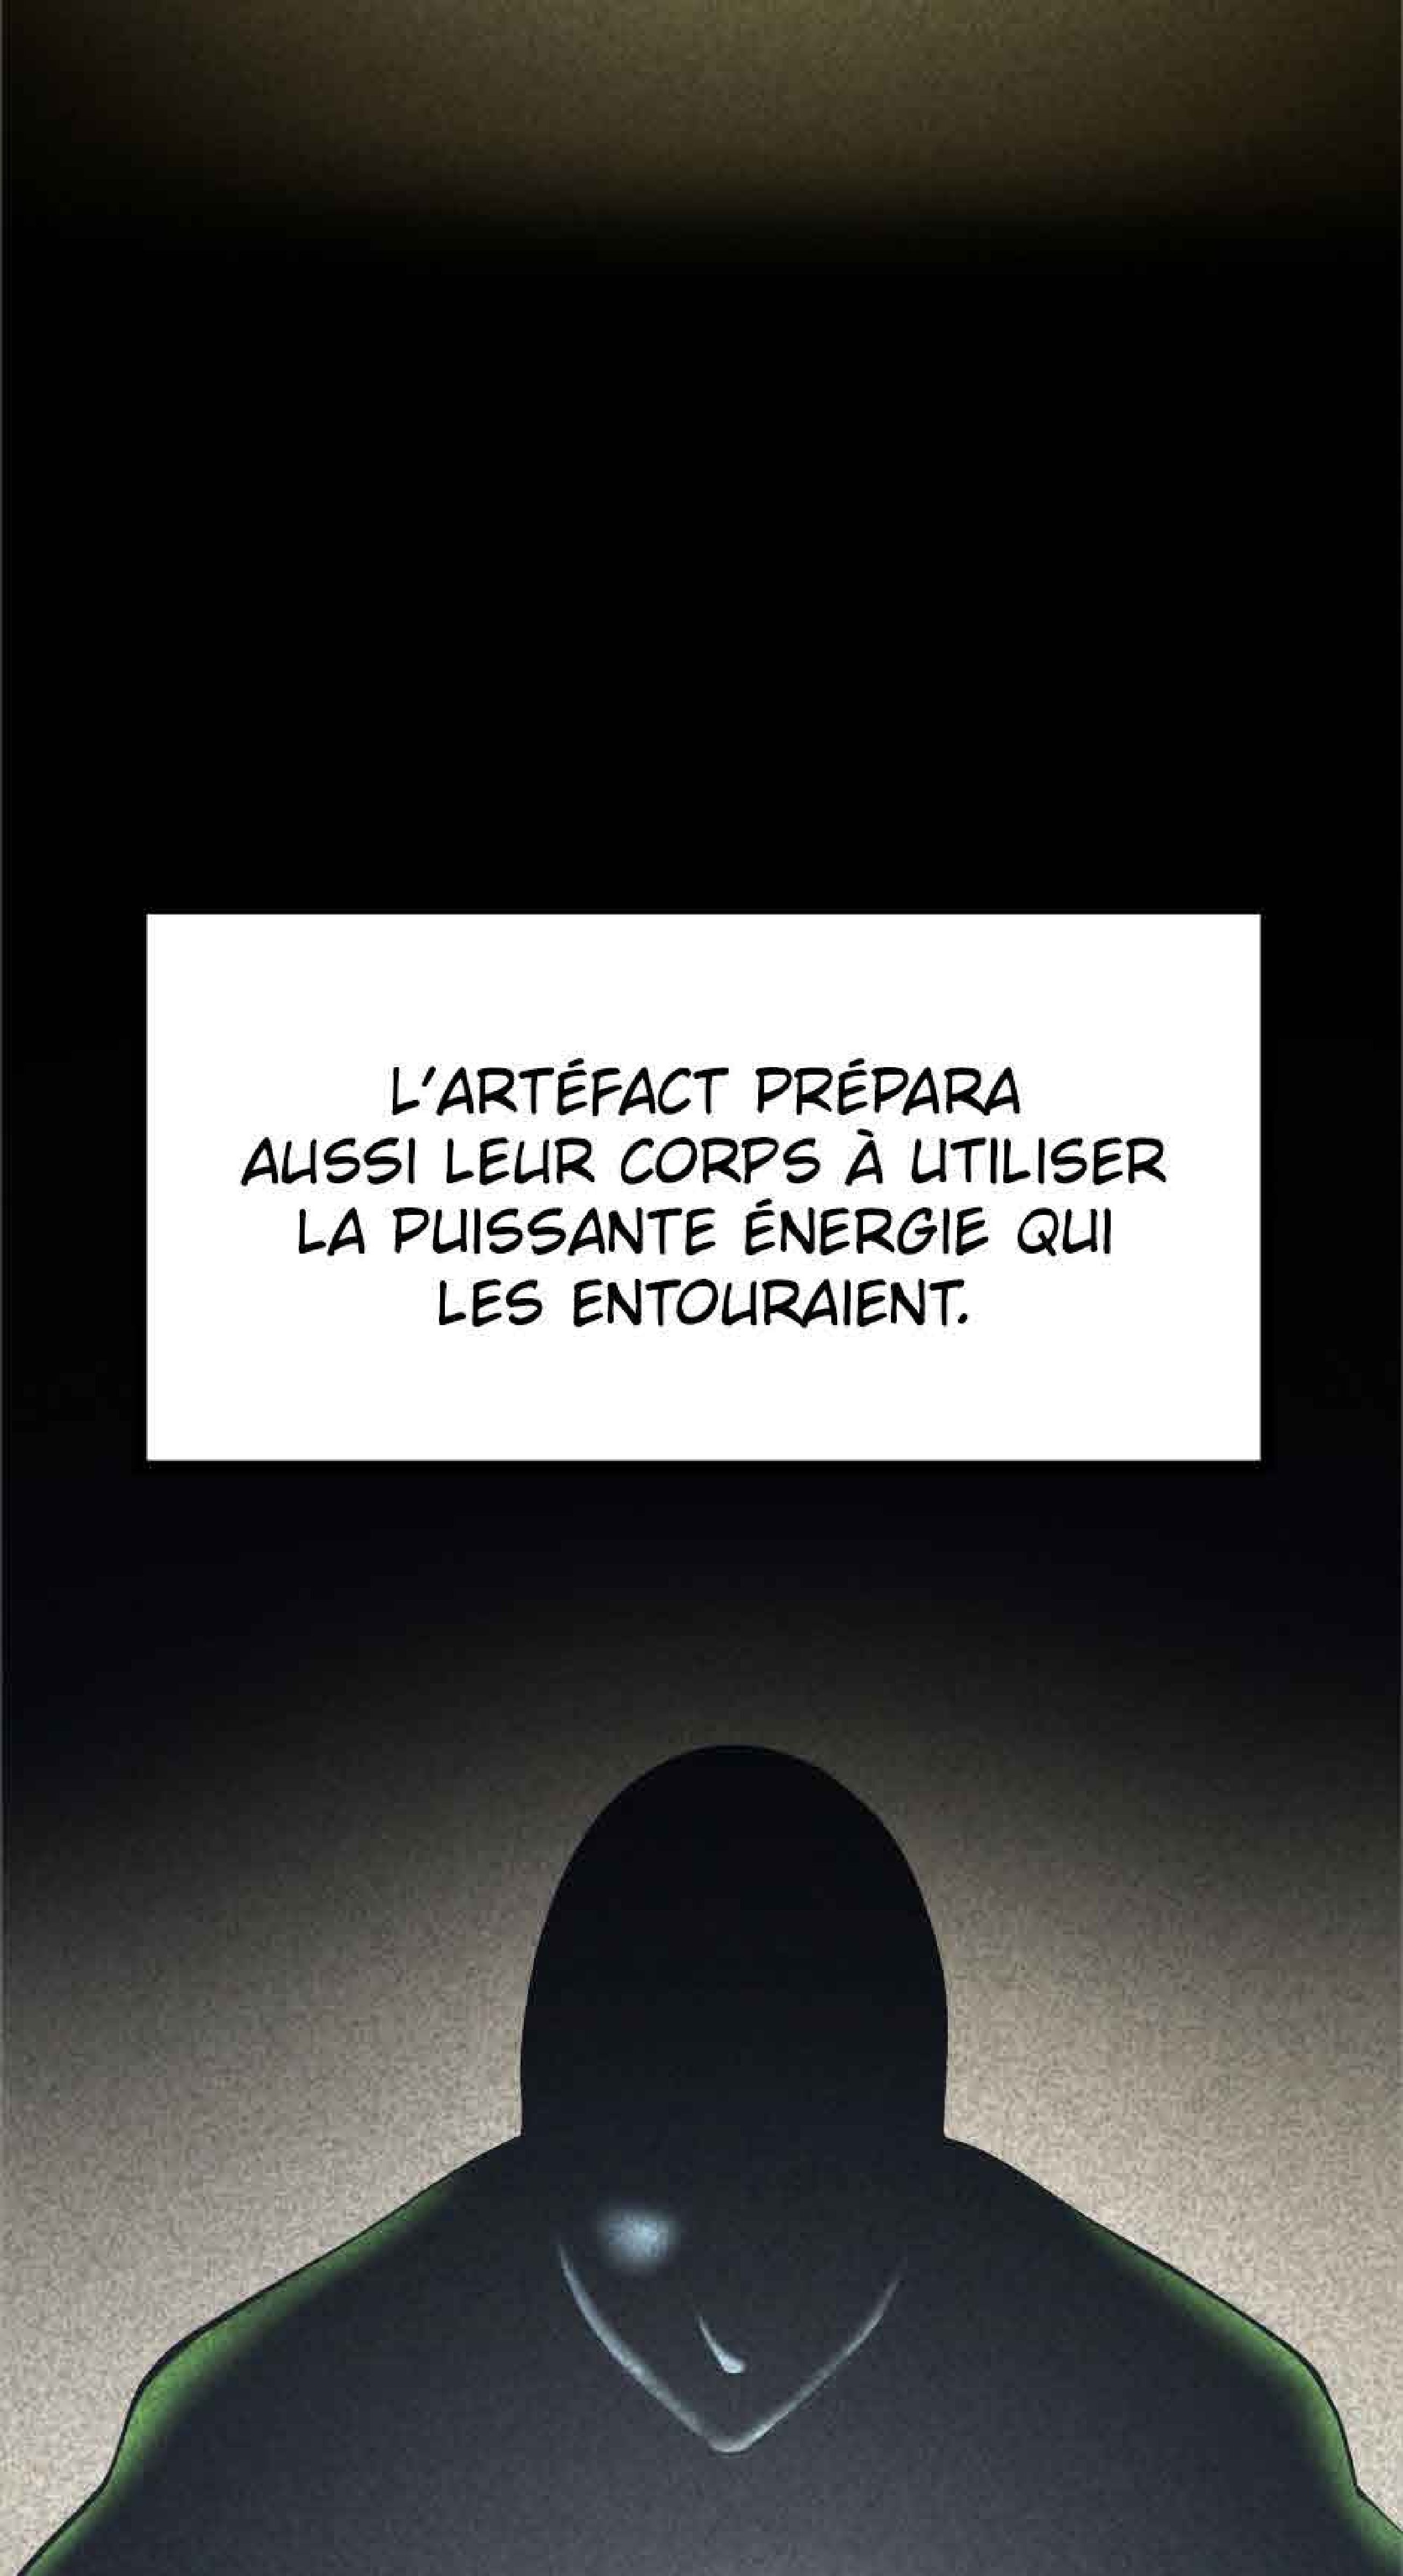 L'ARTÉFACT PRÉPARA
AUSSI LEUR CORPS À UTILISER
LA PUISSANTE ÉNERGIE QUI
LES ENTOURAIENT.